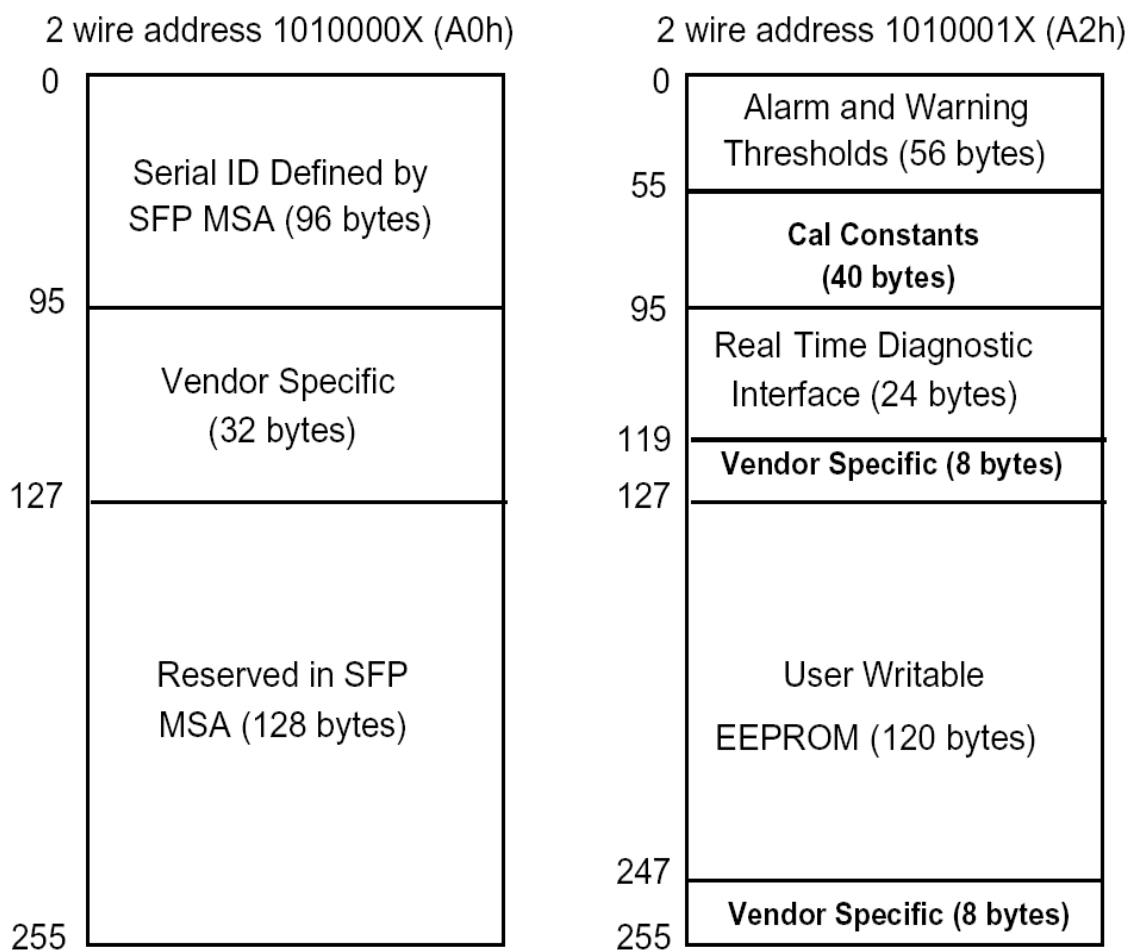 2 wire address 1010000X (A0h)
0
Serial ID Defined by
SFP MSA (96 bytes)
95
Vendor Specific
(32 bytes)
127
Reserved in SFP
MSA (128 bytes)
255
2 wire address 1010001X (A2h)
0
Alarm and Warning
Thresholds (56 bytes)
55
Cal Constants
(40 bytes)
95
Real Time Diagnostic
Interface (24 bytes)
119
Vendor Specific (8 bytes)
127
User Writable
EEPROM (120 bytes)
247
Vendor Specific (8 bytes)
255